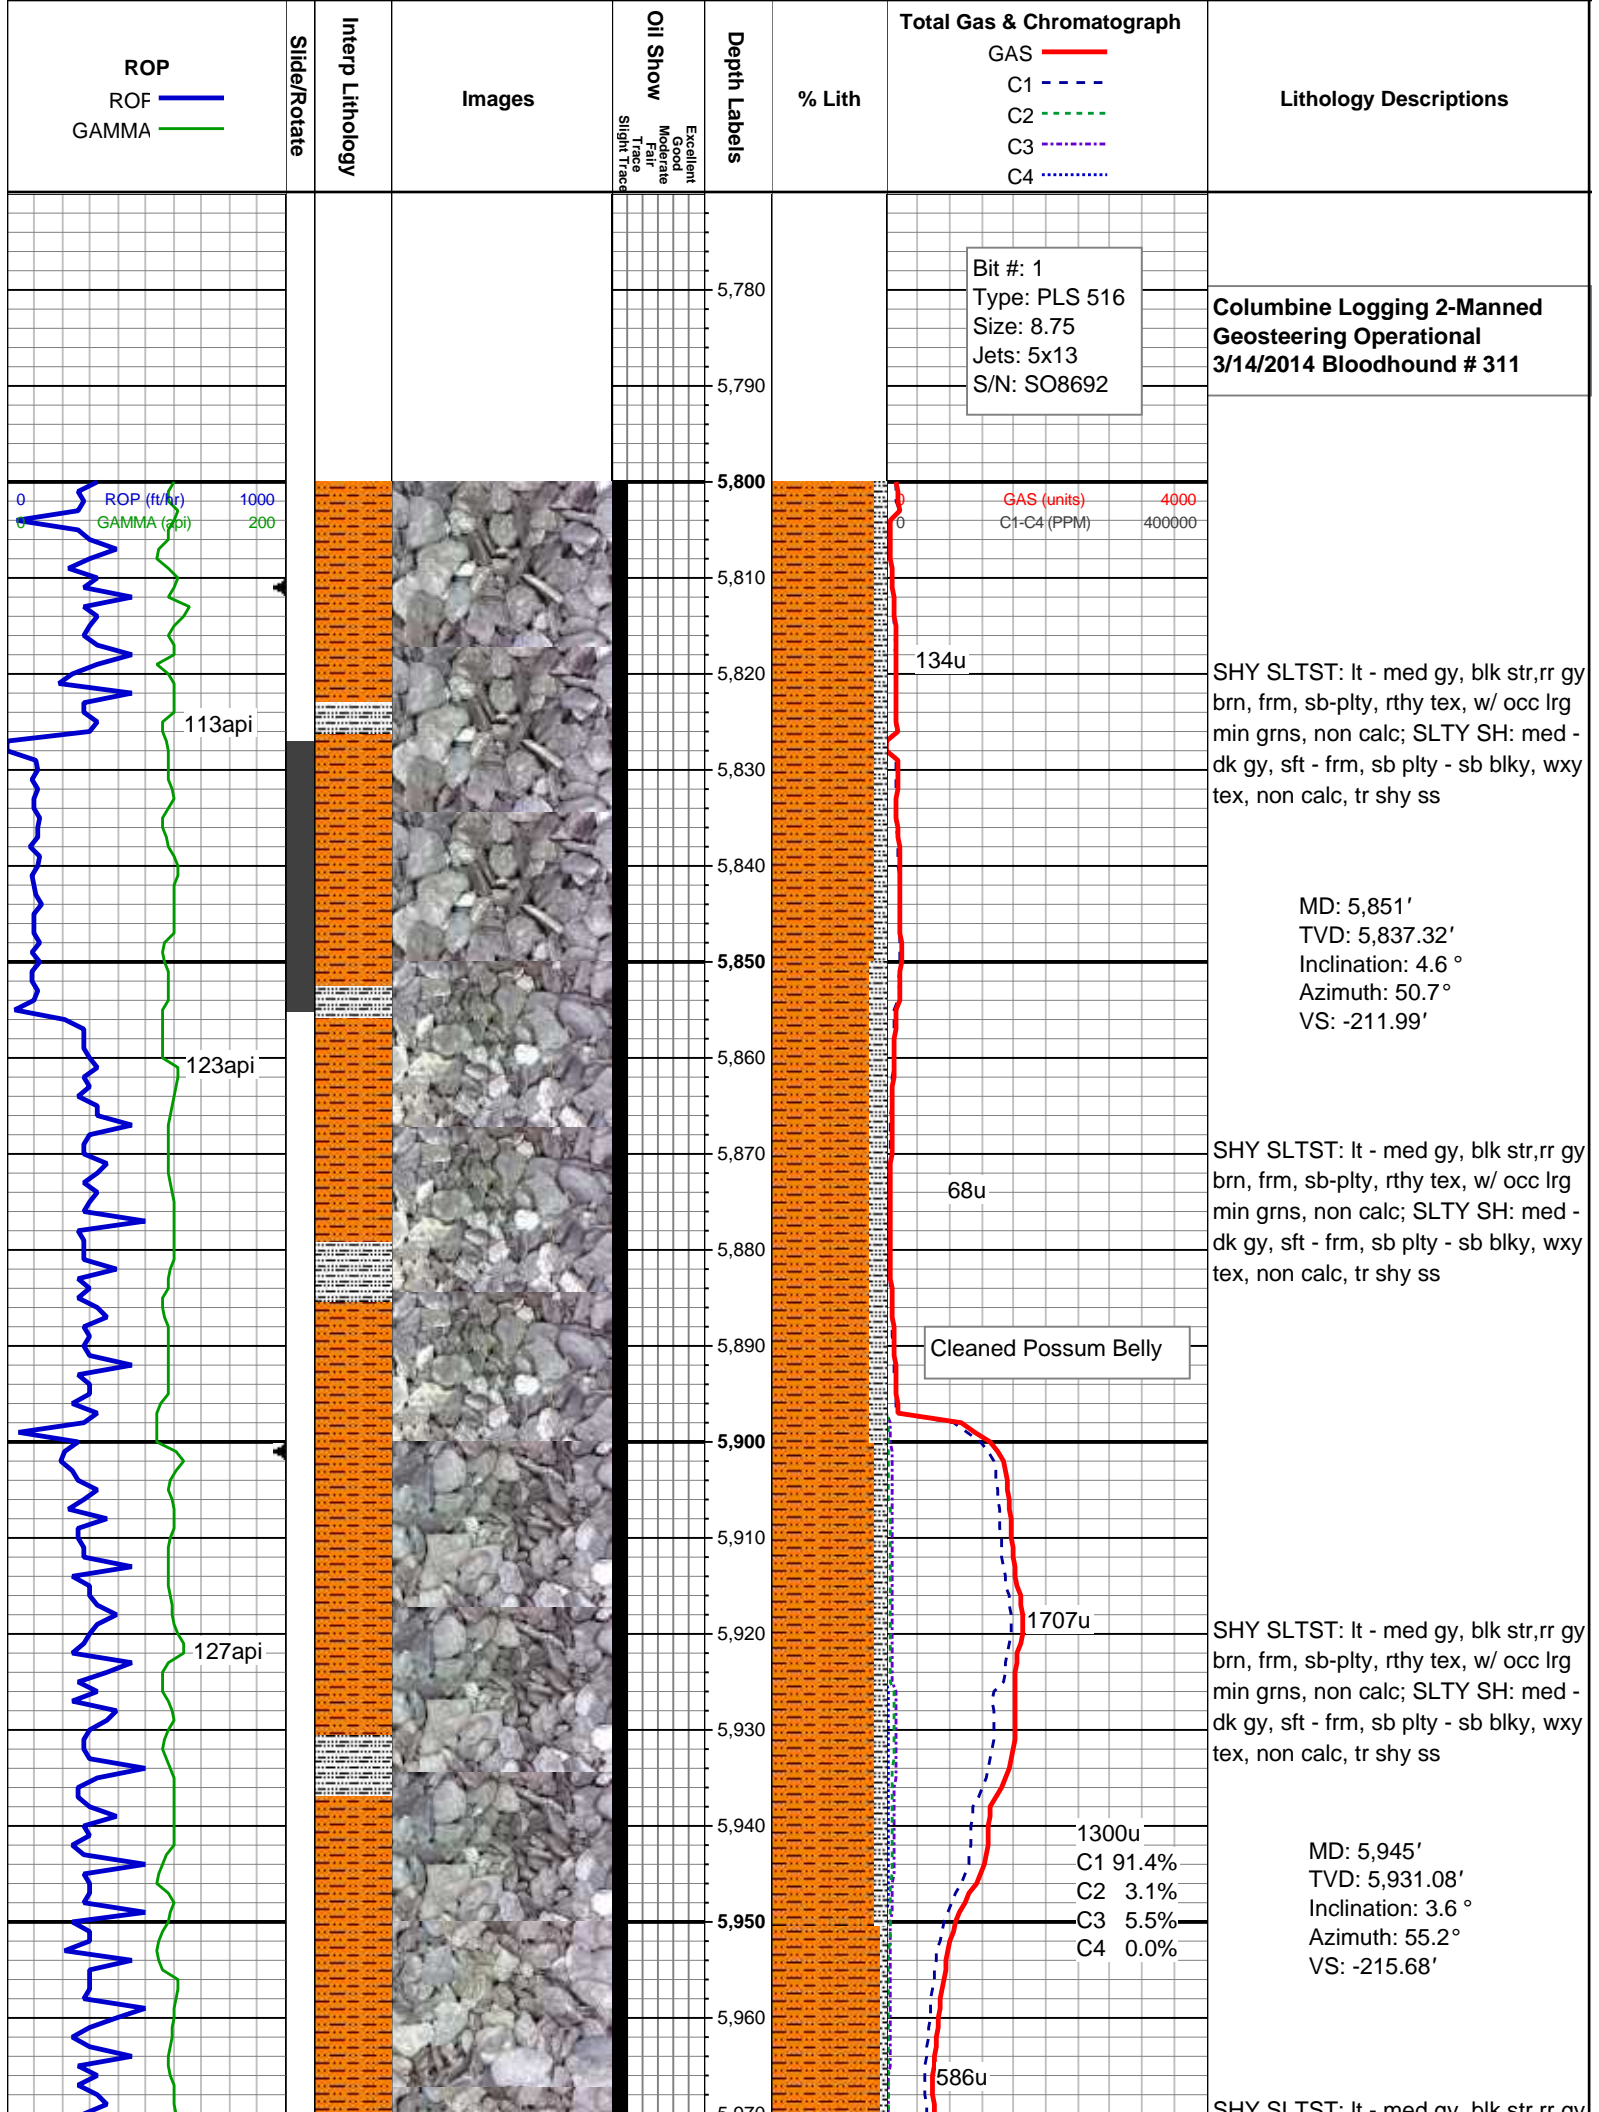 ROP
ROP
GAMMA
Slide/Rotate
Interp Lithology
Images
Oil Show
Slight Trace
Trace
Fair
Moderate
Good
Excellent
Depth Labels
% Lith
Total Gas & Chromatograph
GAS
C1
C2
C3
C4
Lithology Descriptions
Bit #: 1
Type: PLS 516
Size: 8.75
Jets: 5x13
S/N: SO8692
5,780
5,790
Columbine Logging 2-Manned
Geosteering Operational
3/14/2014 Bloodhound # 311
5,800
0 ROP (ft/hr) 1000
0 GAMMA (api) 200
0 GAS (units) 4000
0 C1-C4 (PPM) 400000
5,810
134u
5,820
113api
SHY SLTST: lt - med gy, blk str,rr gy
brn, frm, sb-plty, rthy tex, w/ occ lrg
min grns, non calc; SLTY SH: med -
dk gy, sft - frm, sb plty - sb blky, wxy
tex, non calc, tr shy ss
5,830
5,840
5,850
MD: 5,851'
TVD: 5,837.32'
Inclination: 4.6 °
Azimuth: 50.7°
VS: -211.99'
5,860
123api
5,870
68u
SHY SLTST: lt - med gy, blk str,rr gy
brn, frm, sb-plty, rthy tex, w/ occ lrg
min grns, non calc; SLTY SH: med -
dk gy, sft - frm, sb plty - sb blky, wxy
tex, non calc, tr shy ss
5,880
5,890
Cleaned Possum Belly
5,900
5,910
1707u
5,920
127api
SHY SLTST: lt - med gy, blk str,rr gy
brn, frm, sb-plty, rthy tex, w/ occ lrg
min grns, non calc; SLTY SH: med -
dk gy, sft - frm, sb plty - sb blky, wxy
tex, non calc, tr shy ss
5,930
5,940
1300u
C1 91.4%
C2 3.1%
C3 5.5%
C4 0.0%
5,950
MD: 5,945'
TVD: 5,931.08'
Inclination: 3.6 °
Azimuth: 55.2°
VS: -215.68'
5,960
586u
5,970
SHY SLTST: lt - med gy, blk str,rr gy